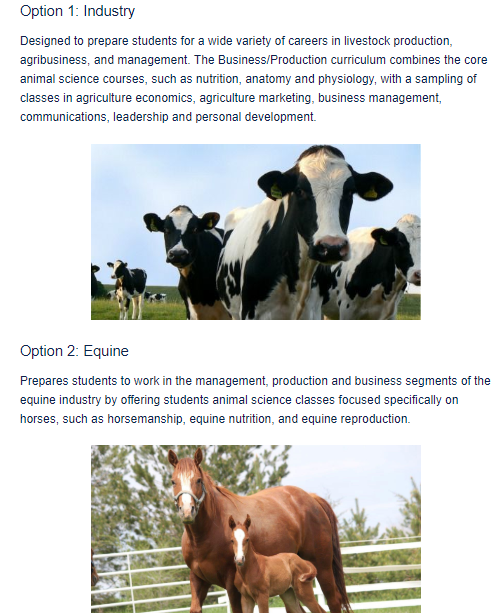 Option 1: Industry
Designed to prepare students for a wide variety of careers in livestock production,
agribusiness, and management. The Business/Production curriculum combines the core
animal science courses, such as nutrition, anatomy and physiology, with a sampling of
classes in agriculture economics, agriculture marketing, business management,
communications, leadership and personal development.
Option 2: Equine
Prepares students to work in the management, production and business segments of the
equine industry by offering students animal science classes focused specifically on
horses, such as horsemanship, equine nutrition, and equine reproduction.